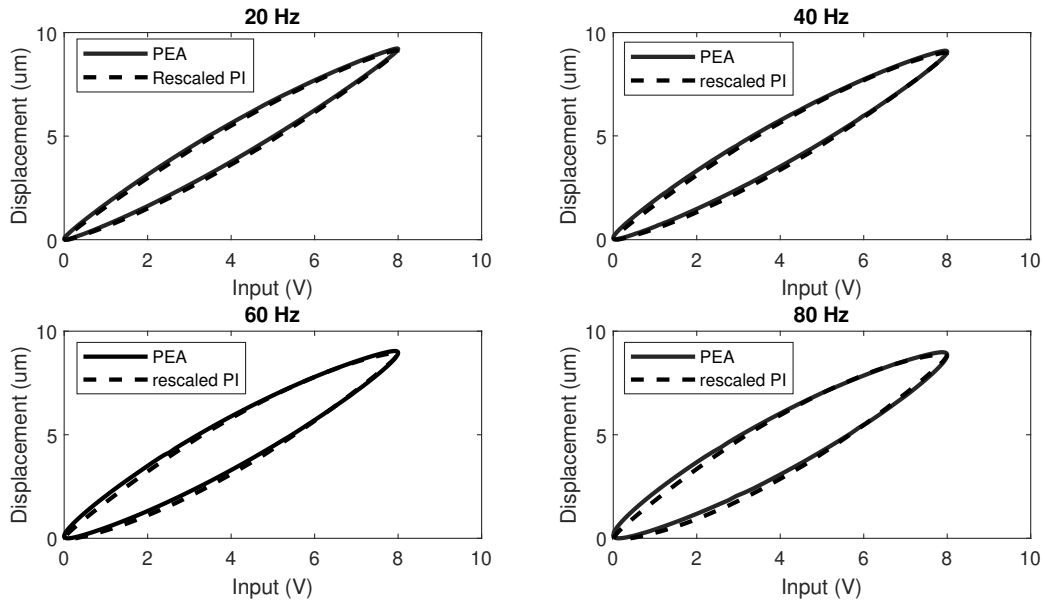 20 Hz
10
5
0
Displacement (um)
PEA
Rescaled PI
0 2 4 6 8 10
Input (V)
40 Hz
10
5
0
Displacement (um)
PEA
rescaled PI
0 2 4 6 8 10
Input (V)
60 Hz
10
5
0
Displacement (um)
PEA
rescaled PI
0 2 4 6 8 10
Input (V)
80 Hz
10
5
0
Displacement (um)
PEA
rescaled PI
0 2 4 6 8 10
Input (V)